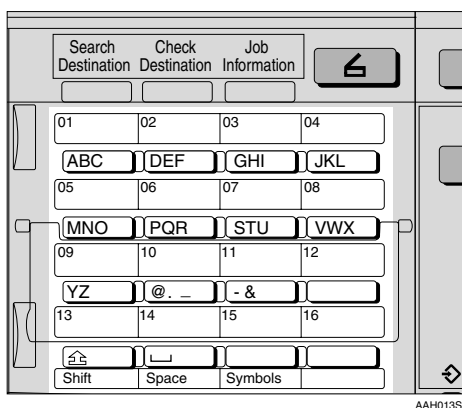 Search Destination Check Destination Job Information
01 02 03 04
ABC DEF GHI JKL
05 06 07 08
MNO PQR STU VWX
09 10 11 12
YZ @. _ - &
13 14 15 16
Shift Space Symbols
AAH013S